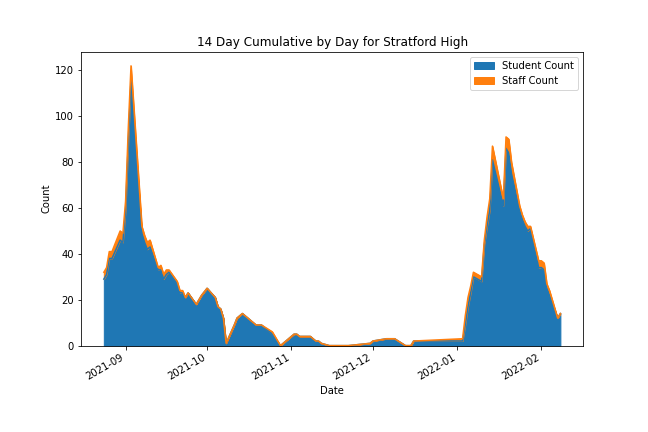 14 Day Cumulative by Day for Stratford High
Student Count
Staff Count
120
100
80
60
40
20
0
Count
2021-09
2021-10
2021-11
2021-12
2022-01
2022-02
Date